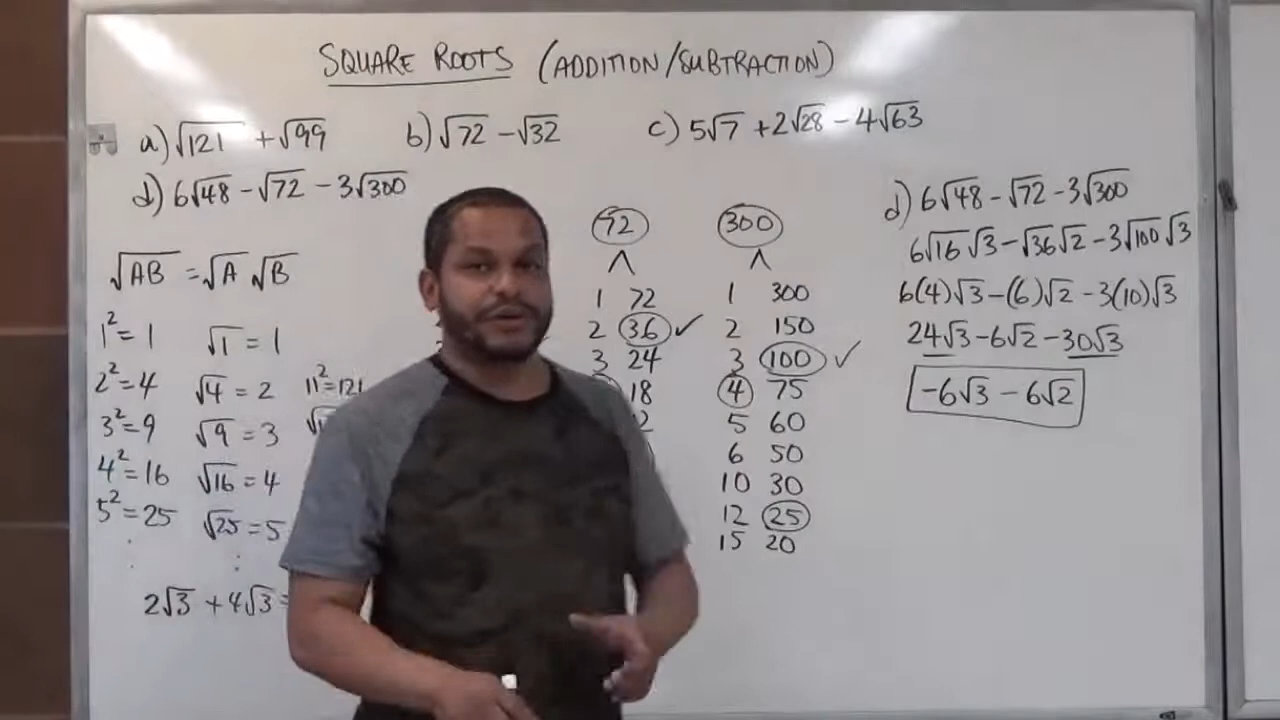 SQUARE ROOTS (ADDITION/SUBTRACTION)
a) √121 + √99
b) √72 − √32
c) 5√7 + 2√28 − 4√63
d) 6√48 − √72 − 3√300
√AB = √A √B
1² = 1
2² = 4
3² = 9
4² = 16
5² = 25
√1 = 1
√4 = 2
√9 = 3
√16 = 4
√25 = 5
11² = 121
2√3 + 4√3 =
72
1 72
2 36 ✓
3 24
18
300
1 300
2 150
3 100 ✓
4 75
5 60
6 50
10 30
12 25
15 20
d) 6√48 − √72 − 3√300
6√16 √3 − √36 √2 − 3√100 √3
6(4)√3 − (6)√2 − 3(10)√3
24√3 − 6√2 − 30√3
−6√3 − 6√2